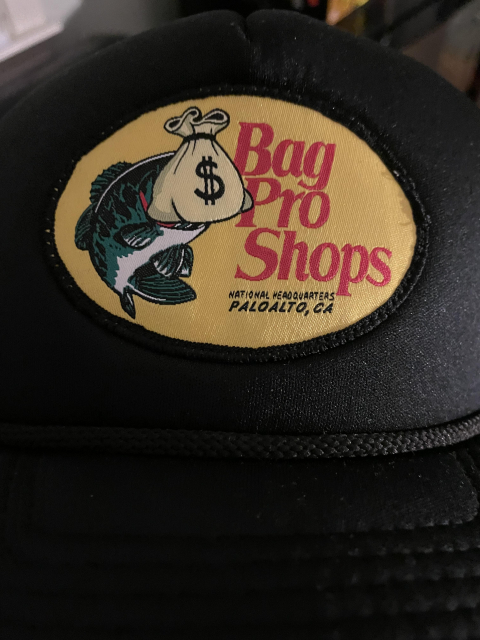 $
Bag
Pro
Shops
NATIONAL HEADQUARTERS
PALOALTO, CA